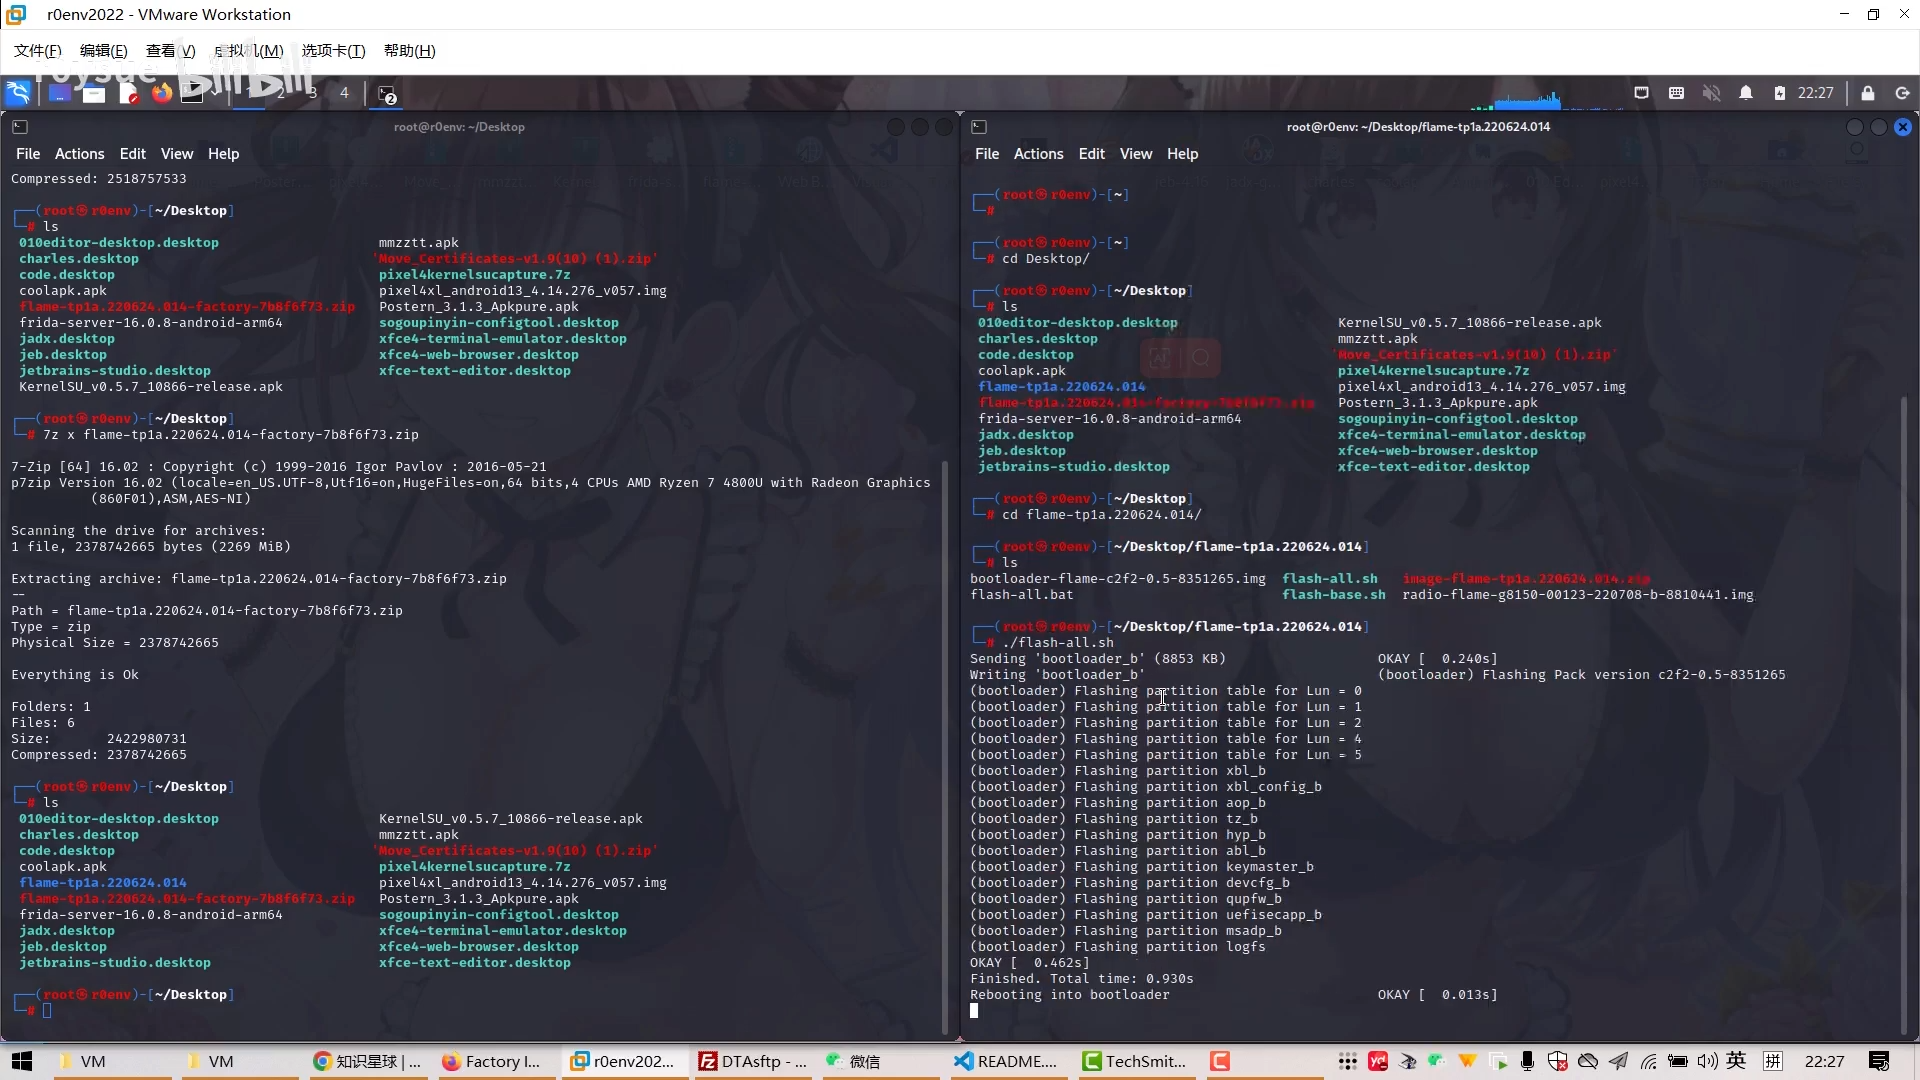 r0env2022 - VMware Workstation
文件(F) 编辑(E) 查看(V) 虚拟机(M) 选项卡(T) 帮助(H)
roysue bilibili
1 2 3 4 2 22:27
root@r0env: ~/Desktop
File Actions Edit View Help
Compressed: 2518757533
┌──(root㉿r0env)-[~/Desktop]
└─# ls
010editor-desktop.desktop mmzztt.apk
charles.desktop 'Move_Certificates-v1.9(10) (1).zip'
code.desktop pixel4kernelsucapture.7z
coolapk.apk pixel4xl_android13_4.14.276_v057.img
flame-tp1a.220624.014-factory-7b8f6f73.zip Postern_3.1.3_Apkpure.apk
frida-server-16.0.8-android-arm64 sogoupinyin-configtool.desktop
jadx.desktop xfce4-terminal-emulator.desktop
jeb.desktop xfce4-web-browser.desktop
jetbrains-studio.desktop xfce-text-editor.desktop
KernelSU_v0.5.7_10866-release.apk
┌──(root㉿r0env)-[~/Desktop]
└─# 7z x flame-tp1a.220624.014-factory-7b8f6f73.zip
7-Zip [64] 16.02 : Copyright (c) 1999-2016 Igor Pavlov : 2016-05-21
p7zip Version 16.02 (locale=en_US.UTF-8,Utf16=on,HugeFiles=on,64 bits,4 CPUs AMD Ryzen 7 4800U with Radeon Graphics
(860F01),ASM,AES-NI)
Scanning the drive for archives:
1 file, 2378742665 bytes (2269 MiB)
Extracting archive: flame-tp1a.220624.014-factory-7b8f6f73.zip
--
Path = flame-tp1a.220624.014-factory-7b8f6f73.zip
Type = zip
Physical Size = 2378742665
Everything is Ok
Folders: 1
Files: 6
Size: 2422980731
Compressed: 2378742665
┌──(root㉿r0env)-[~/Desktop]
└─# ls
010editor-desktop.desktop KernelSU_v0.5.7_10866-release.apk
charles.desktop mmzztt.apk
code.desktop 'Move_Certificates-v1.9(10) (1).zip'
coolapk.apk pixel4kernelsucapture.7z
flame-tp1a.220624.014 pixel4xl_android13_4.14.276_v057.img
flame-tp1a.220624.014-factory-7b8f6f73.zip Postern_3.1.3_Apkpure.apk
frida-server-16.0.8-android-arm64 sogoupinyin-configtool.desktop
jadx.desktop xfce4-terminal-emulator.desktop
jeb.desktop xfce4-web-browser.desktop
jetbrains-studio.desktop xfce-text-editor.desktop
┌──(root㉿r0env)-[~/Desktop]
└─#
root@r0env: ~/Desktop/flame-tp1a.220624.014
File Actions Edit View Help
┌──(root㉿r0env)-[~]
└─#
┌──(root㉿r0env)-[~]
└─# cd Desktop/
┌──(root㉿r0env)-[~/Desktop]
└─# ls
010editor-desktop.desktop KernelSU_v0.5.7_10866-release.apk
charles.desktop mmzztt.apk
code.desktop 'Move_Certificates-v1.9(10) (1).zip'
coolapk.apk pixel4kernelsucapture.7z
flame-tp1a.220624.014 pixel4xl_android13_4.14.276_v057.img
flame-tp1a.220624.014-factory-7b8f6f73.zip Postern_3.1.3_Apkpure.apk
frida-server-16.0.8-android-arm64 sogoupinyin-configtool.desktop
jadx.desktop xfce4-terminal-emulator.desktop
jeb.desktop xfce4-web-browser.desktop
jetbrains-studio.desktop xfce-text-editor.desktop
┌──(root㉿r0env)-[~/Desktop]
└─# cd flame-tp1a.220624.014/
┌──(root㉿r0env)-[~/Desktop/flame-tp1a.220624.014]
└─# ls
bootloader-flame-c2f2-0.5-8351265.img flash-all.sh image-flame-tp1a.220624.014.zip
flash-all.bat flash-base.sh radio-flame-g8150-00123-220708-b-8810441.img
┌──(root㉿r0env)-[~/Desktop/flame-tp1a.220624.014]
└─# ./flash-all.sh
Sending 'bootloader_b' (8853 KB) OKAY [ 0.240s]
Writing 'bootloader_b' (bootloader) Flashing Pack version c2f2-0.5-8351265
(bootloader) Flashing partition table for Lun = 0
(bootloader) Flashing partition table for Lun = 1
(bootloader) Flashing partition table for Lun = 2
(bootloader) Flashing partition table for Lun = 4
(bootloader) Flashing partition table for Lun = 5
(bootloader) Flashing partition xbl_b
(bootloader) Flashing partition xbl_config_b
(bootloader) Flashing partition aop_b
(bootloader) Flashing partition tz_b
(bootloader) Flashing partition hyp_b
(bootloader) Flashing partition abl_b
(bootloader) Flashing partition keymaster_b
(bootloader) Flashing partition devcfg_b
(bootloader) Flashing partition qupfw_b
(bootloader) Flashing partition uefisecapp_b
(bootloader) Flashing partition msadp_b
(bootloader) Flashing partition logfs
OKAY [ 0.462s]
Finished. Total time: 0.930s
Rebooting into bootloader OKAY [ 0.013s]
VM VM 知识星球 | ... Factory I... r0env202... DTAsftp - ... 微信 README.... TechSmit... 英 拼 22:27